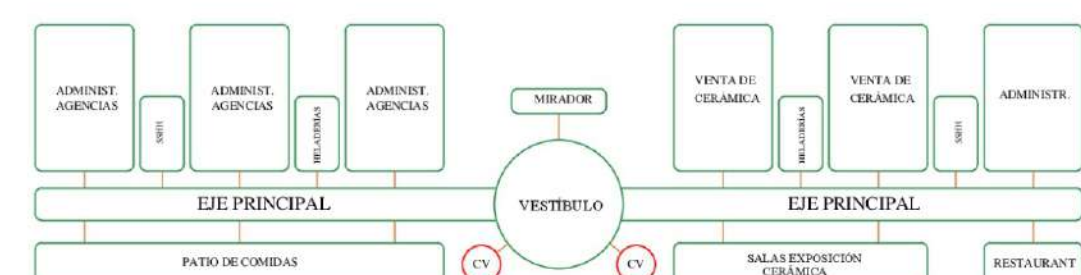 ADMINIST.
AGENCIAS
SSHH
ADMINIST.
AGENCIAS
HELADERÍAS
ADMINIST.
AGENCIAS
MIRADOR
VENTA DE
CERÁMICA
HELADERÍAS
VENTA DE
CERÁMICA
SSHH
ADMINISTR.
EJE PRINCIPAL
VESTÍBULO
EJE PRINCIPAL
PATIO DE COMIDAS
CV
CV
SALAS EXPOSICIÓN
CERÁMICA
RESTAURANT